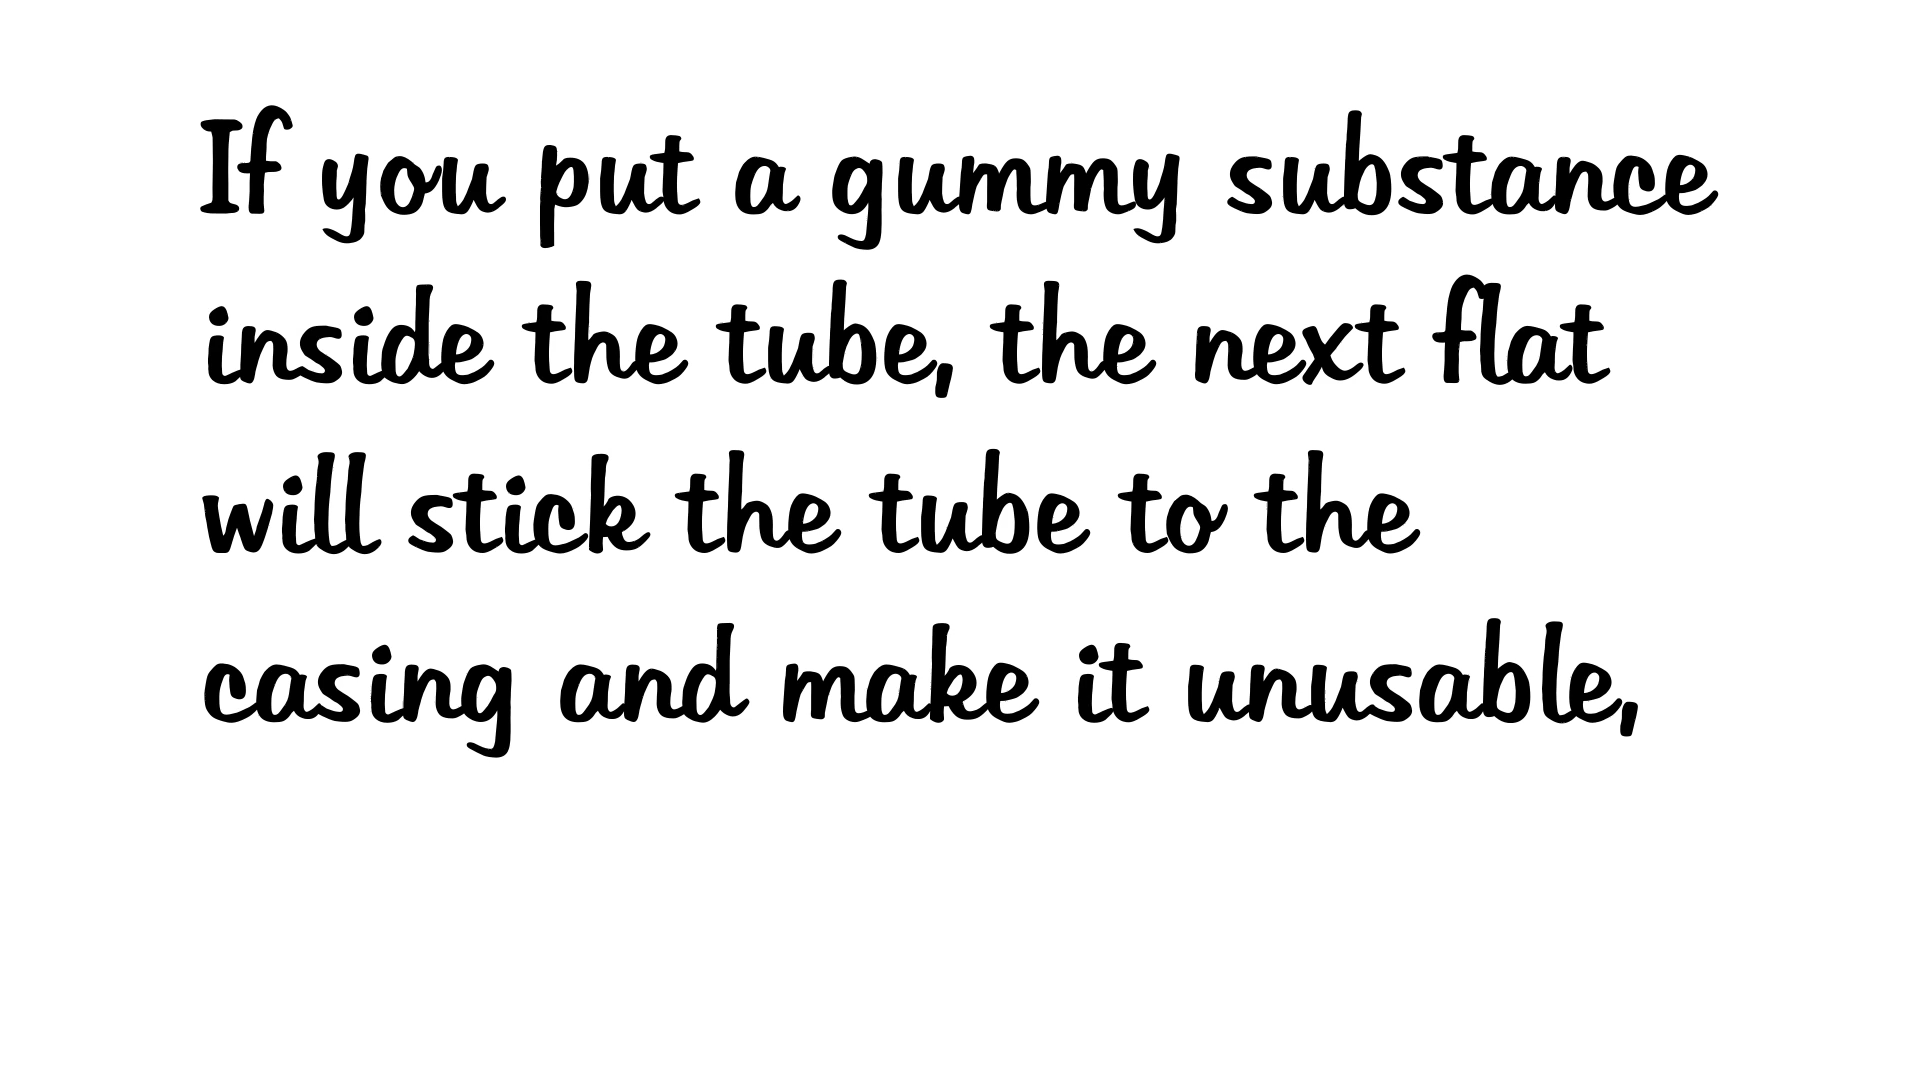 If you put a gummy substance
inside the tube, the next flat
will stick the tube to the
casing and make it unusable,